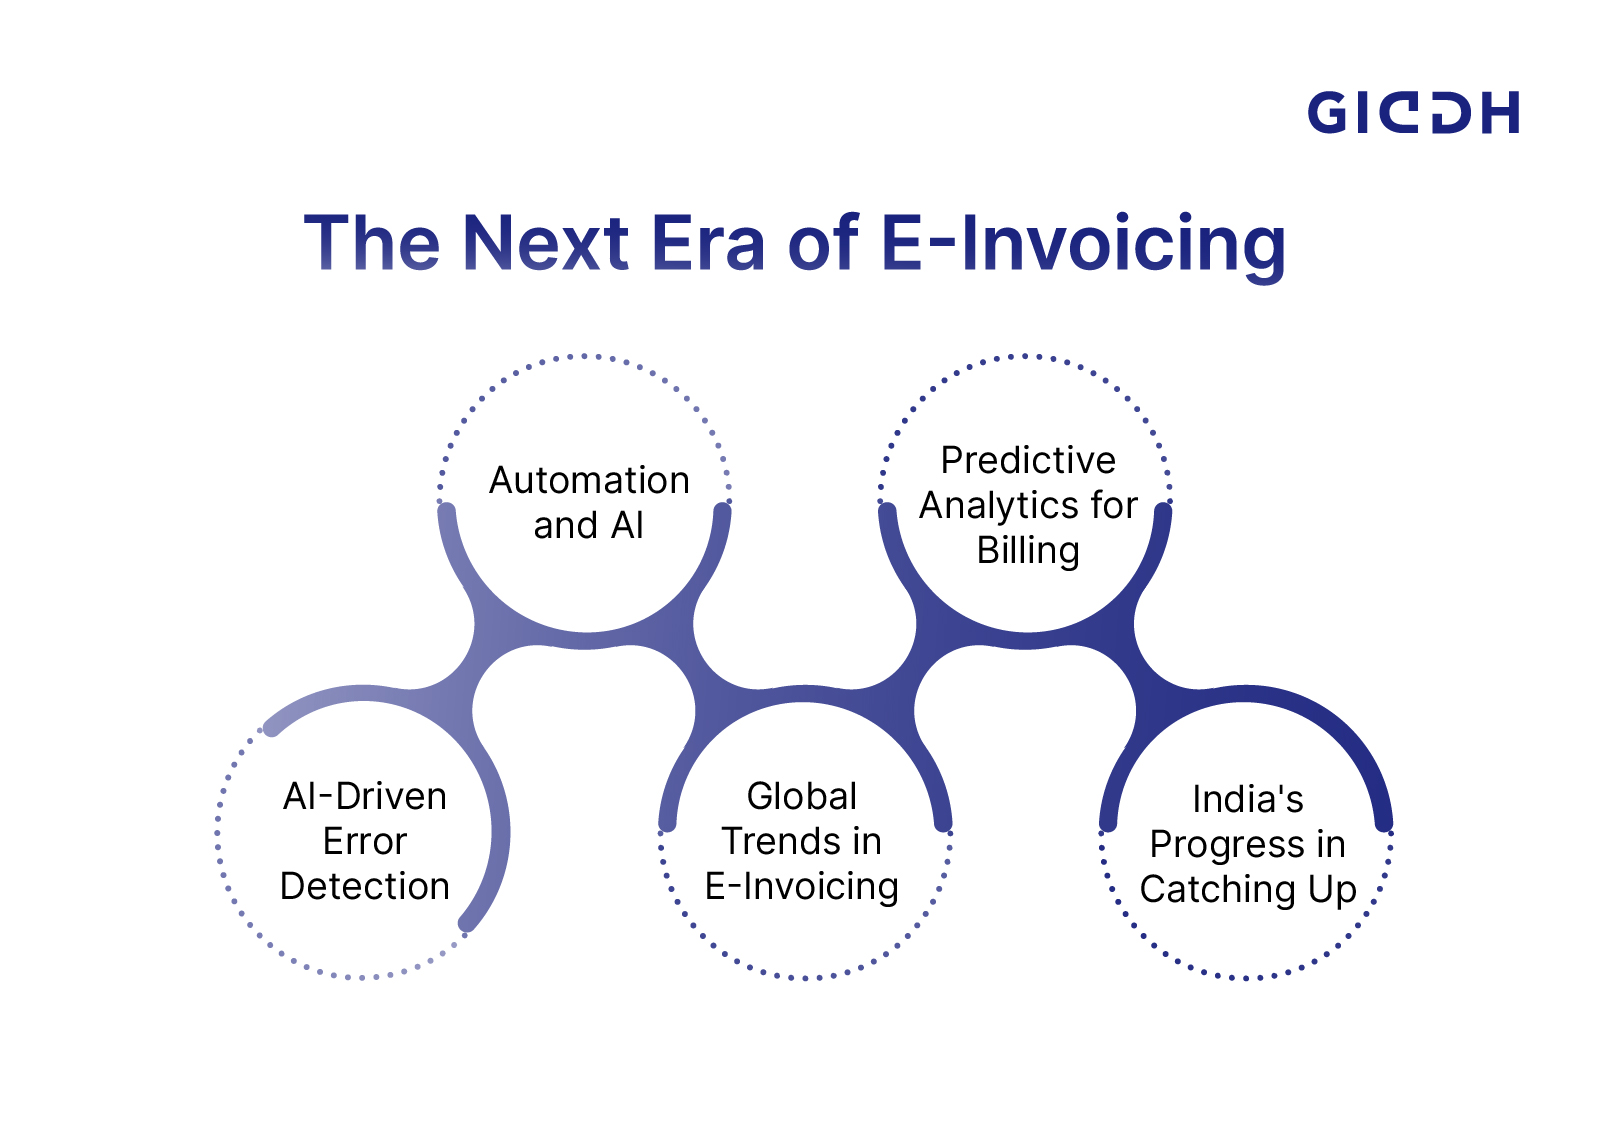 GIDDH
The Next Era of E-Invoicing
Automation
and AI
Predictive
Analytics for
Billing
AI-Driven
Error
Detection
Global
Trends in
E-Invoicing
India's
Progress in
Catching Up